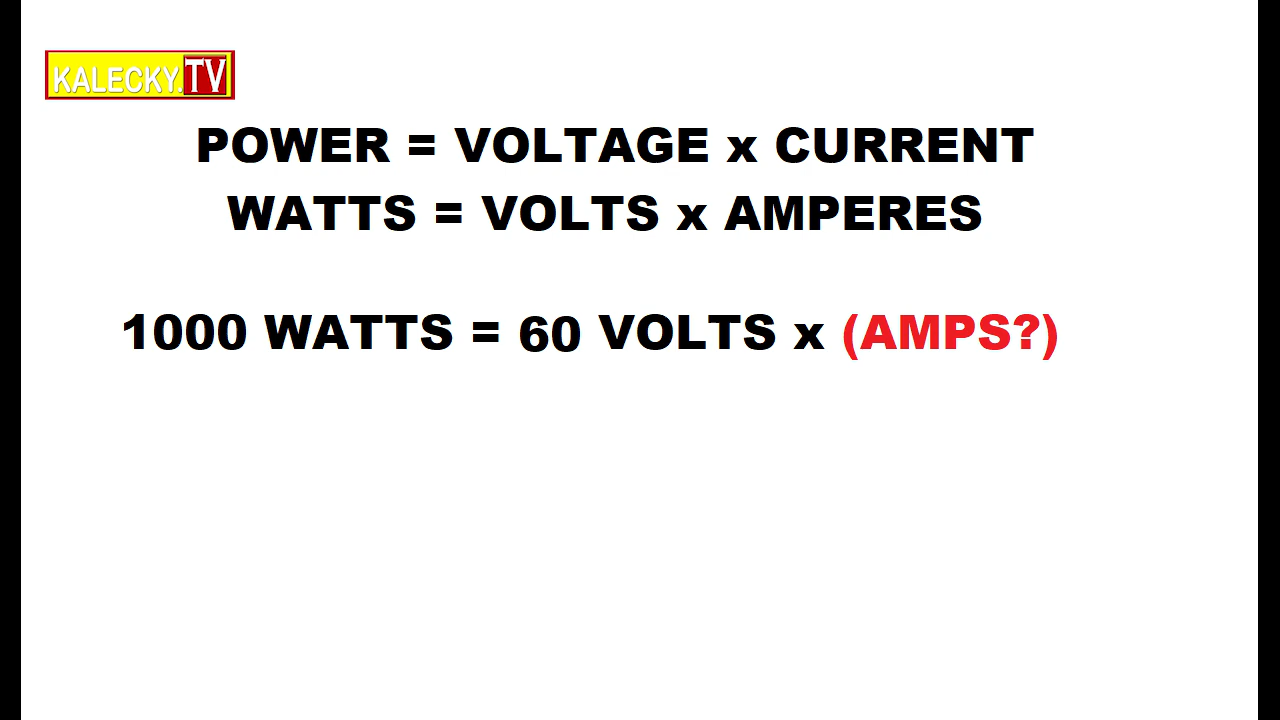 KALECKY.TV
POWER = VOLTAGE x CURRENT
WATTS = VOLTS x AMPERES
1000 WATTS = 60 VOLTS x (AMPS?)